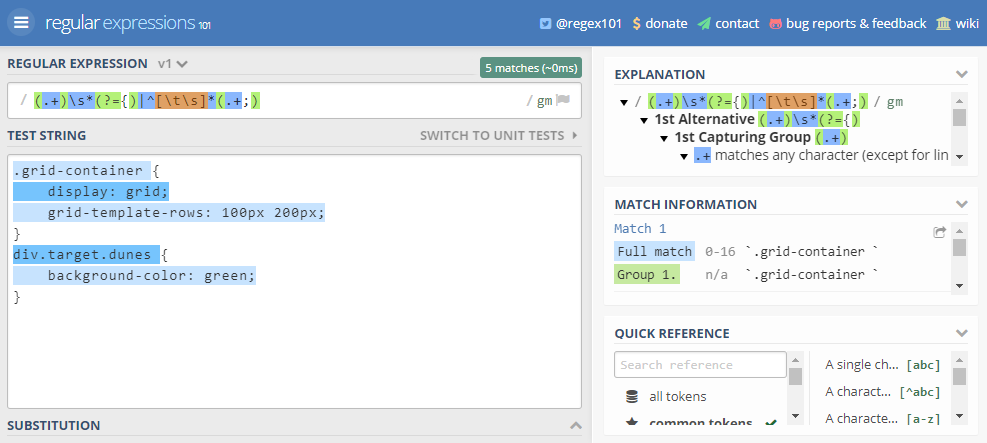 regular expressions 101
@regex101 donate contact bug reports & feedback wiki
REGULAR EXPRESSION v1
5 matches (~0ms)
/ (.+)\s*(?={)|^[\t\s]*(.+;) / gm
TEST STRING
SWITCH TO UNIT TESTS
.grid-container {
    display: grid;
    grid-template-rows: 100px 200px;
}
div.target.dunes {
    background-color: green;
}
SUBSTITUTION
EXPLANATION
/ (.+)\s*(?={)|^[\t\s]*(.+;) / gm
1st Alternative (.+)\s*(?={)
1st Capturing Group (.+)
.+ matches any character (except for lin
MATCH INFORMATION
Match 1
Full match 0-16 `.grid-container `
Group 1. n/a `.grid-container `
QUICK REFERENCE
Search reference
all tokens
common tokens
A single ch... [abc]
A charact... [^abc]
A characte... [a-z]